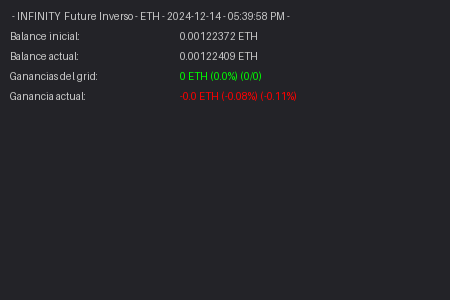 - INFINITY Future Inverso - ETH - 2024-12-14 - 05:39:58 PM -
Balance inicial: 0.00122372 ETH
Balance actual: 0.00122409 ETH
Ganancias del grid: 0 ETH (0.0%) (0/0)
Ganancia actual: -0.0 ETH (-0.08%) (-0.11%)